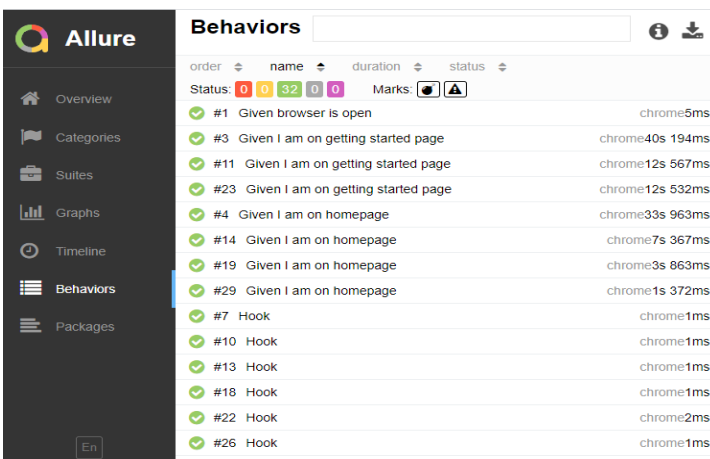 Allure
Overview
Categories
Suites
Graphs
Timeline
Behaviors
Packages
En
Behaviors
order name duration status
Status: 0 0 32 0 0 Marks:
#1 Given browser is open chrome5ms
#3 Given I am on getting started page chrome40s 194ms
#11 Given I am on getting started page chrome12s 567ms
#23 Given I am on getting started page chrome12s 532ms
#4 Given I am on homepage chrome33s 963ms
#14 Given I am on homepage chrome7s 367ms
#19 Given I am on homepage chrome3s 863ms
#29 Given I am on homepage chrome1s 372ms
#7 Hook chrome1ms
#10 Hook chrome1ms
#13 Hook chrome1ms
#18 Hook chrome1ms
#22 Hook chrome2ms
#26 Hook chrome1ms